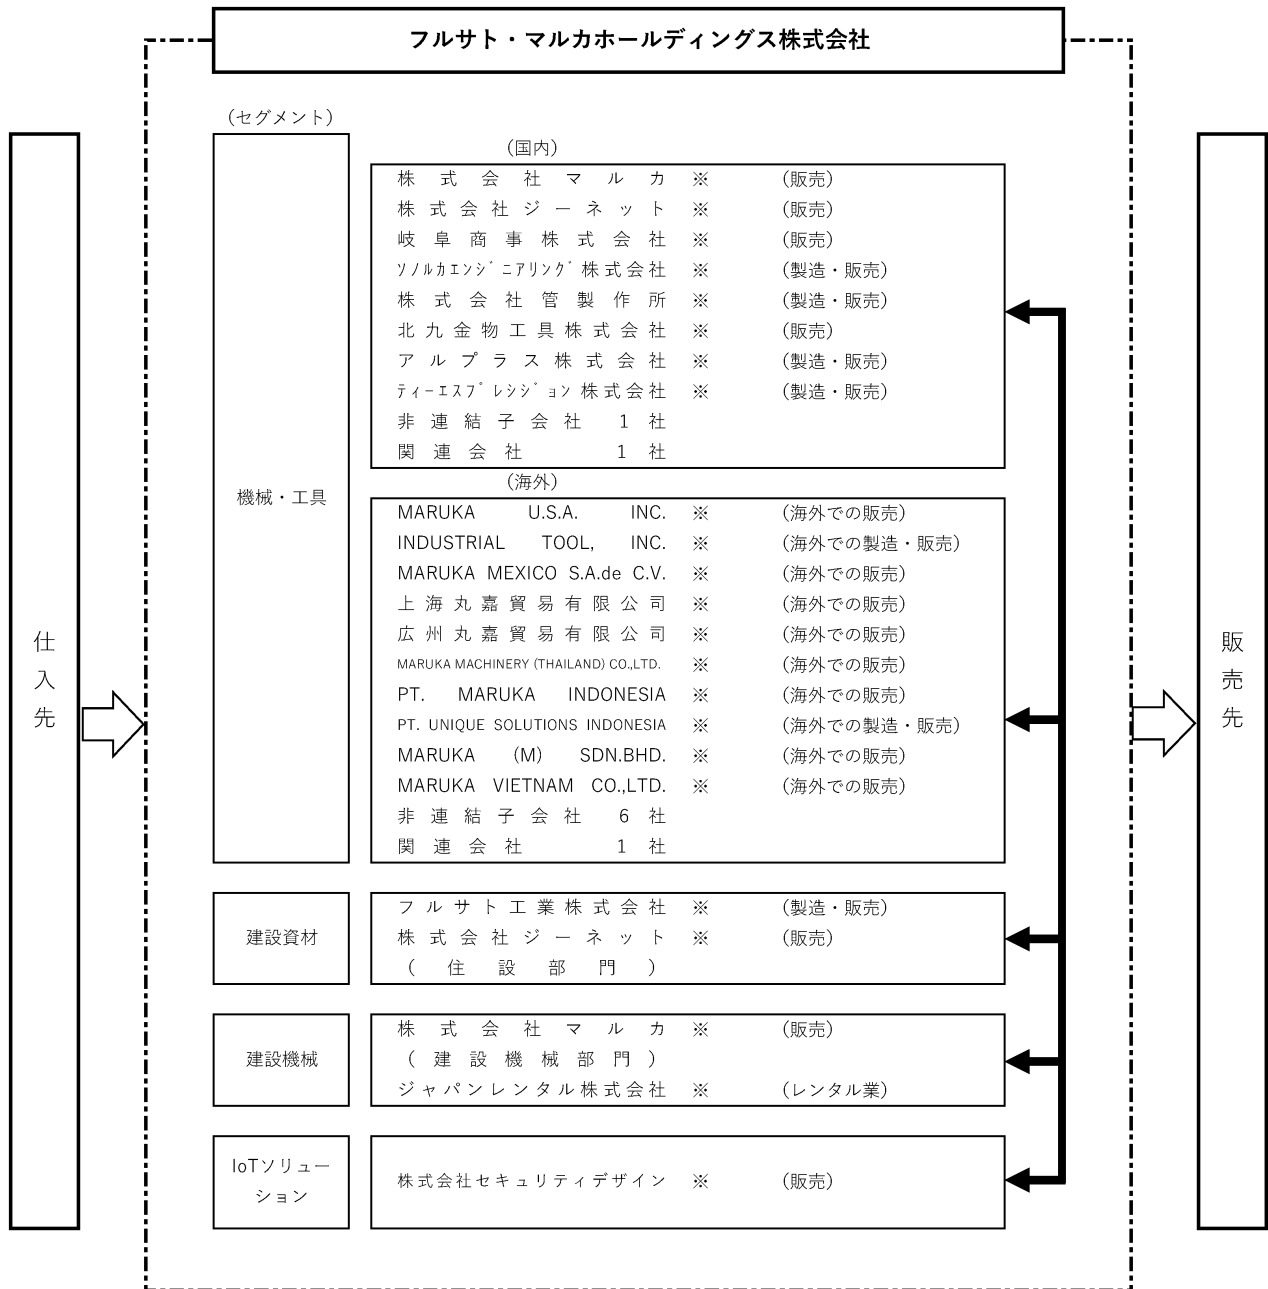 フルサト・マルカホールディングス株式会社
（セグメント）
仕入先
機械・工具
（国内）
株式会社マルカ ※ （販売）
株式会社ジーネット ※ （販売）
岐阜商事株式会社 ※ （販売）
ｿﾉﾙｶｴﾝｼﾞﾆｱﾘﾝｸﾞ株式会社 ※ （製造・販売）
株式会社管製作所 ※ （製造・販売）
北九金物工具株式会社 ※ （販売）
アルプラス株式会社 ※ （製造・販売）
ﾃｨｰｴｽﾌﾟﾚｼｼﾞｮﾝ株式会社 ※ （製造・販売）
非連結子会社 1 社
関連会社 1 社
（海外）
MARUKA U.S.A. INC. ※ （海外での販売）
INDUSTRIAL TOOL, INC. ※ （海外での製造・販売）
MARUKA MEXICO S.A.de C.V. ※ （海外での販売）
上海丸嘉貿易有限公司 ※ （海外での販売）
広州丸嘉貿易有限公司 ※ （海外での販売）
MARUKA MACHINERY (THAILAND) CO.,LTD. ※ （海外での販売）
PT. MARUKA INDONESIA ※ （海外での販売）
PT. UNIQUE SOLUTIONS INDONESIA ※ （海外での製造・販売）
MARUKA (M) SDN.BHD. ※ （海外での販売）
MARUKA VIETNAM CO.,LTD. ※ （海外での販売）
非連結子会社 6 社
関連会社 1 社
建設資材
フルサト工業株式会社 ※ （製造・販売）
株式会社ジーネット ※ （販売）
（住設部門）
建設機械
株式会社マルカ ※ （販売）
（建設機械部門）
ジャパンレンタル株式会社 ※ （レンタル業）
IoTソリュー
ション
株式会社セキュリティデザイン ※ （販売）
販売先